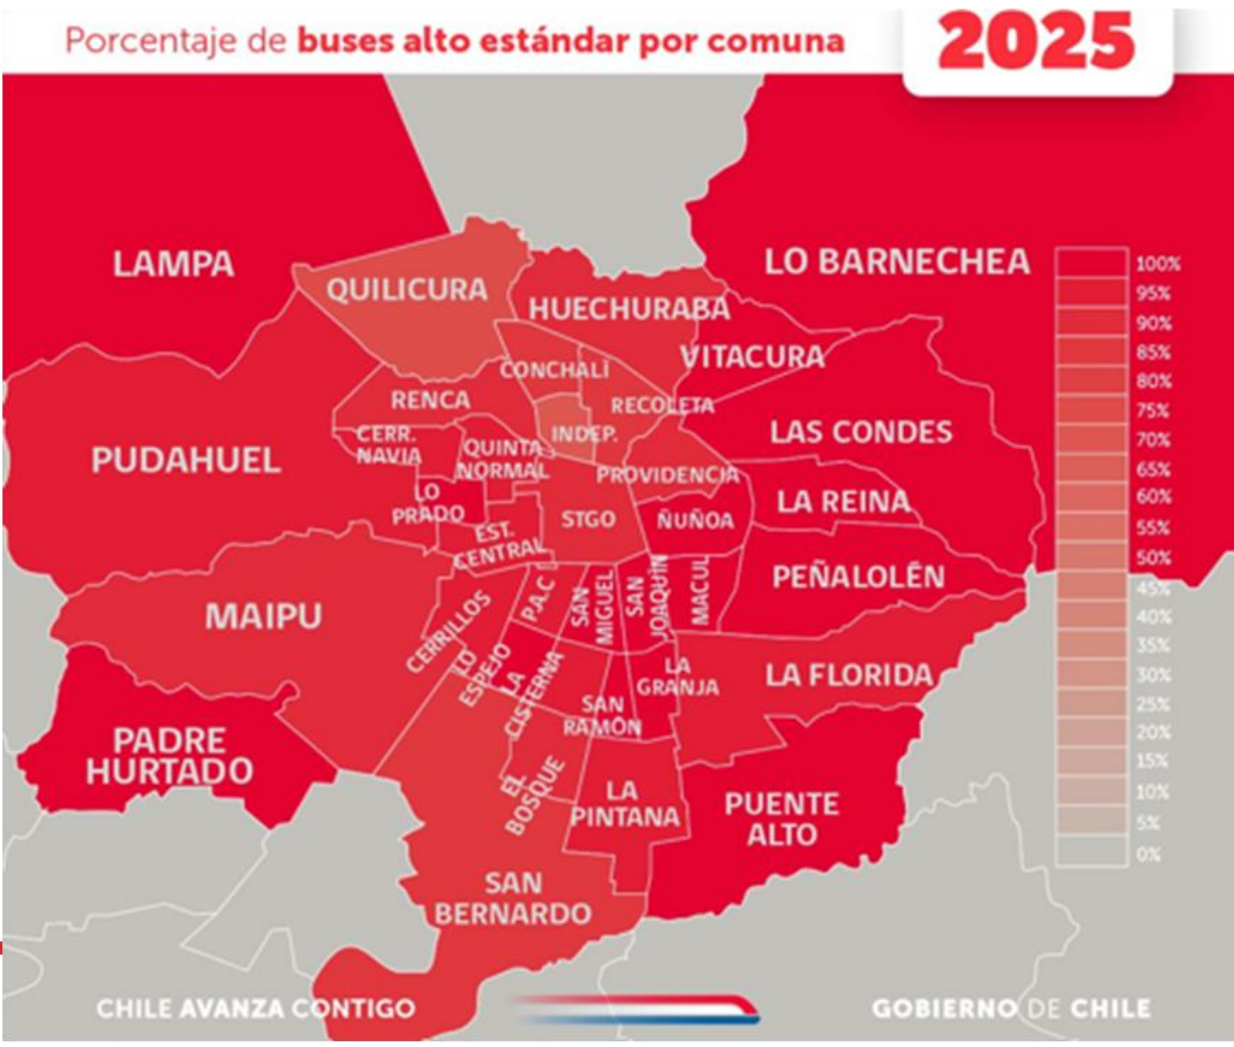 Porcentaje de buses alto estándar por comuna
2025
LAMPA
LO BARNECHEA
QUILICURA
HUECHURABA
VITACURA
CONCHALÍ
RENCA
RECOLETA
LAS CONDES
CERR.
NAVIA
QUINTA
NORMAL
INDEP.
PUDAHUEL
PROVIDENCIA
LA REINA
LO
PRADO
STGO
ÑUÑOA
EST.
CENTRAL
PEÑALOLÉN
MAIPU
CERRILLOS
P.A.C
SAN
MIGUEL
SAN
JOAQUÍN
MACUL
LO
ESPEJO
LA
CISTERNA
LA
GRANJA
LA FLORIDA
SAN
RAMÓN
PADRE
HURTADO
EL
BOSQUE
LA
PINTANA
PUENTE
ALTO
SAN
BERNARDO
100%
95%
90%
85%
80%
75%
70%
65%
60%
55%
50%
45%
40%
35%
30%
25%
20%
15%
10%
5%
0%
CHILE AVANZA CONTIGO
GOBIERNO DE CHILE